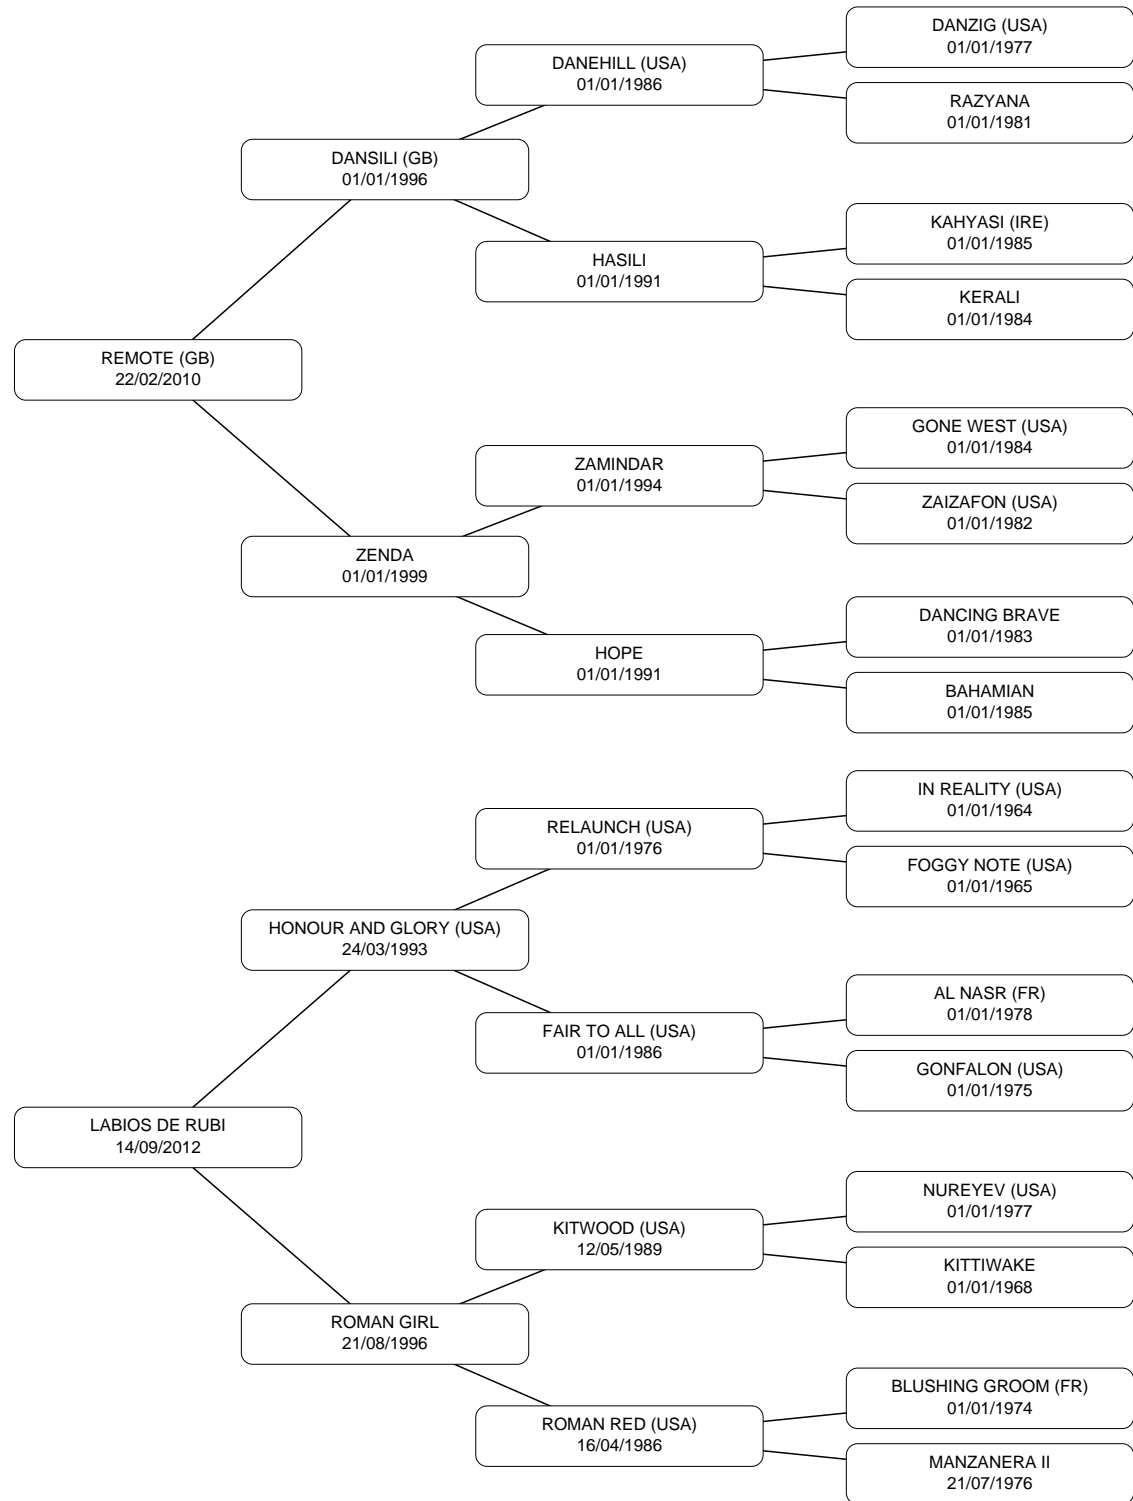 DANZIG (USA)
01/01/1977
DANEHILL (USA)
01/01/1986
RAZYANA
01/01/1981
DANSILI (GB)
01/01/1996
KAHYASI (IRE)
01/01/1985
HASILI
01/01/1991
KERALI
01/01/1984
REMOTE (GB)
22/02/2010
GONE WEST (USA)
01/01/1984
ZAMINDAR
01/01/1994
ZAIZAFON (USA)
01/01/1982
ZENDA
01/01/1999
DANCING BRAVE
01/01/1983
HOPE
01/01/1991
BAHAMIAN
01/01/1985
IN REALITY (USA)
01/01/1964
RELAUNCH (USA)
01/01/1976
FOGGY NOTE (USA)
01/01/1965
HONOUR AND GLORY (USA)
24/03/1993
AL NASR (FR)
01/01/1978
FAIR TO ALL (USA)
01/01/1986
GONFALON (USA)
01/01/1975
LABIOS DE RUBI
14/09/2012
NUREYEV (USA)
01/01/1977
KITWOOD (USA)
12/05/1989
KITTIWAKE
01/01/1968
ROMAN GIRL
21/08/1996
BLUSHING GROOM (FR)
01/01/1974
ROMAN RED (USA)
16/04/1986
MANZANERA II
21/07/1976